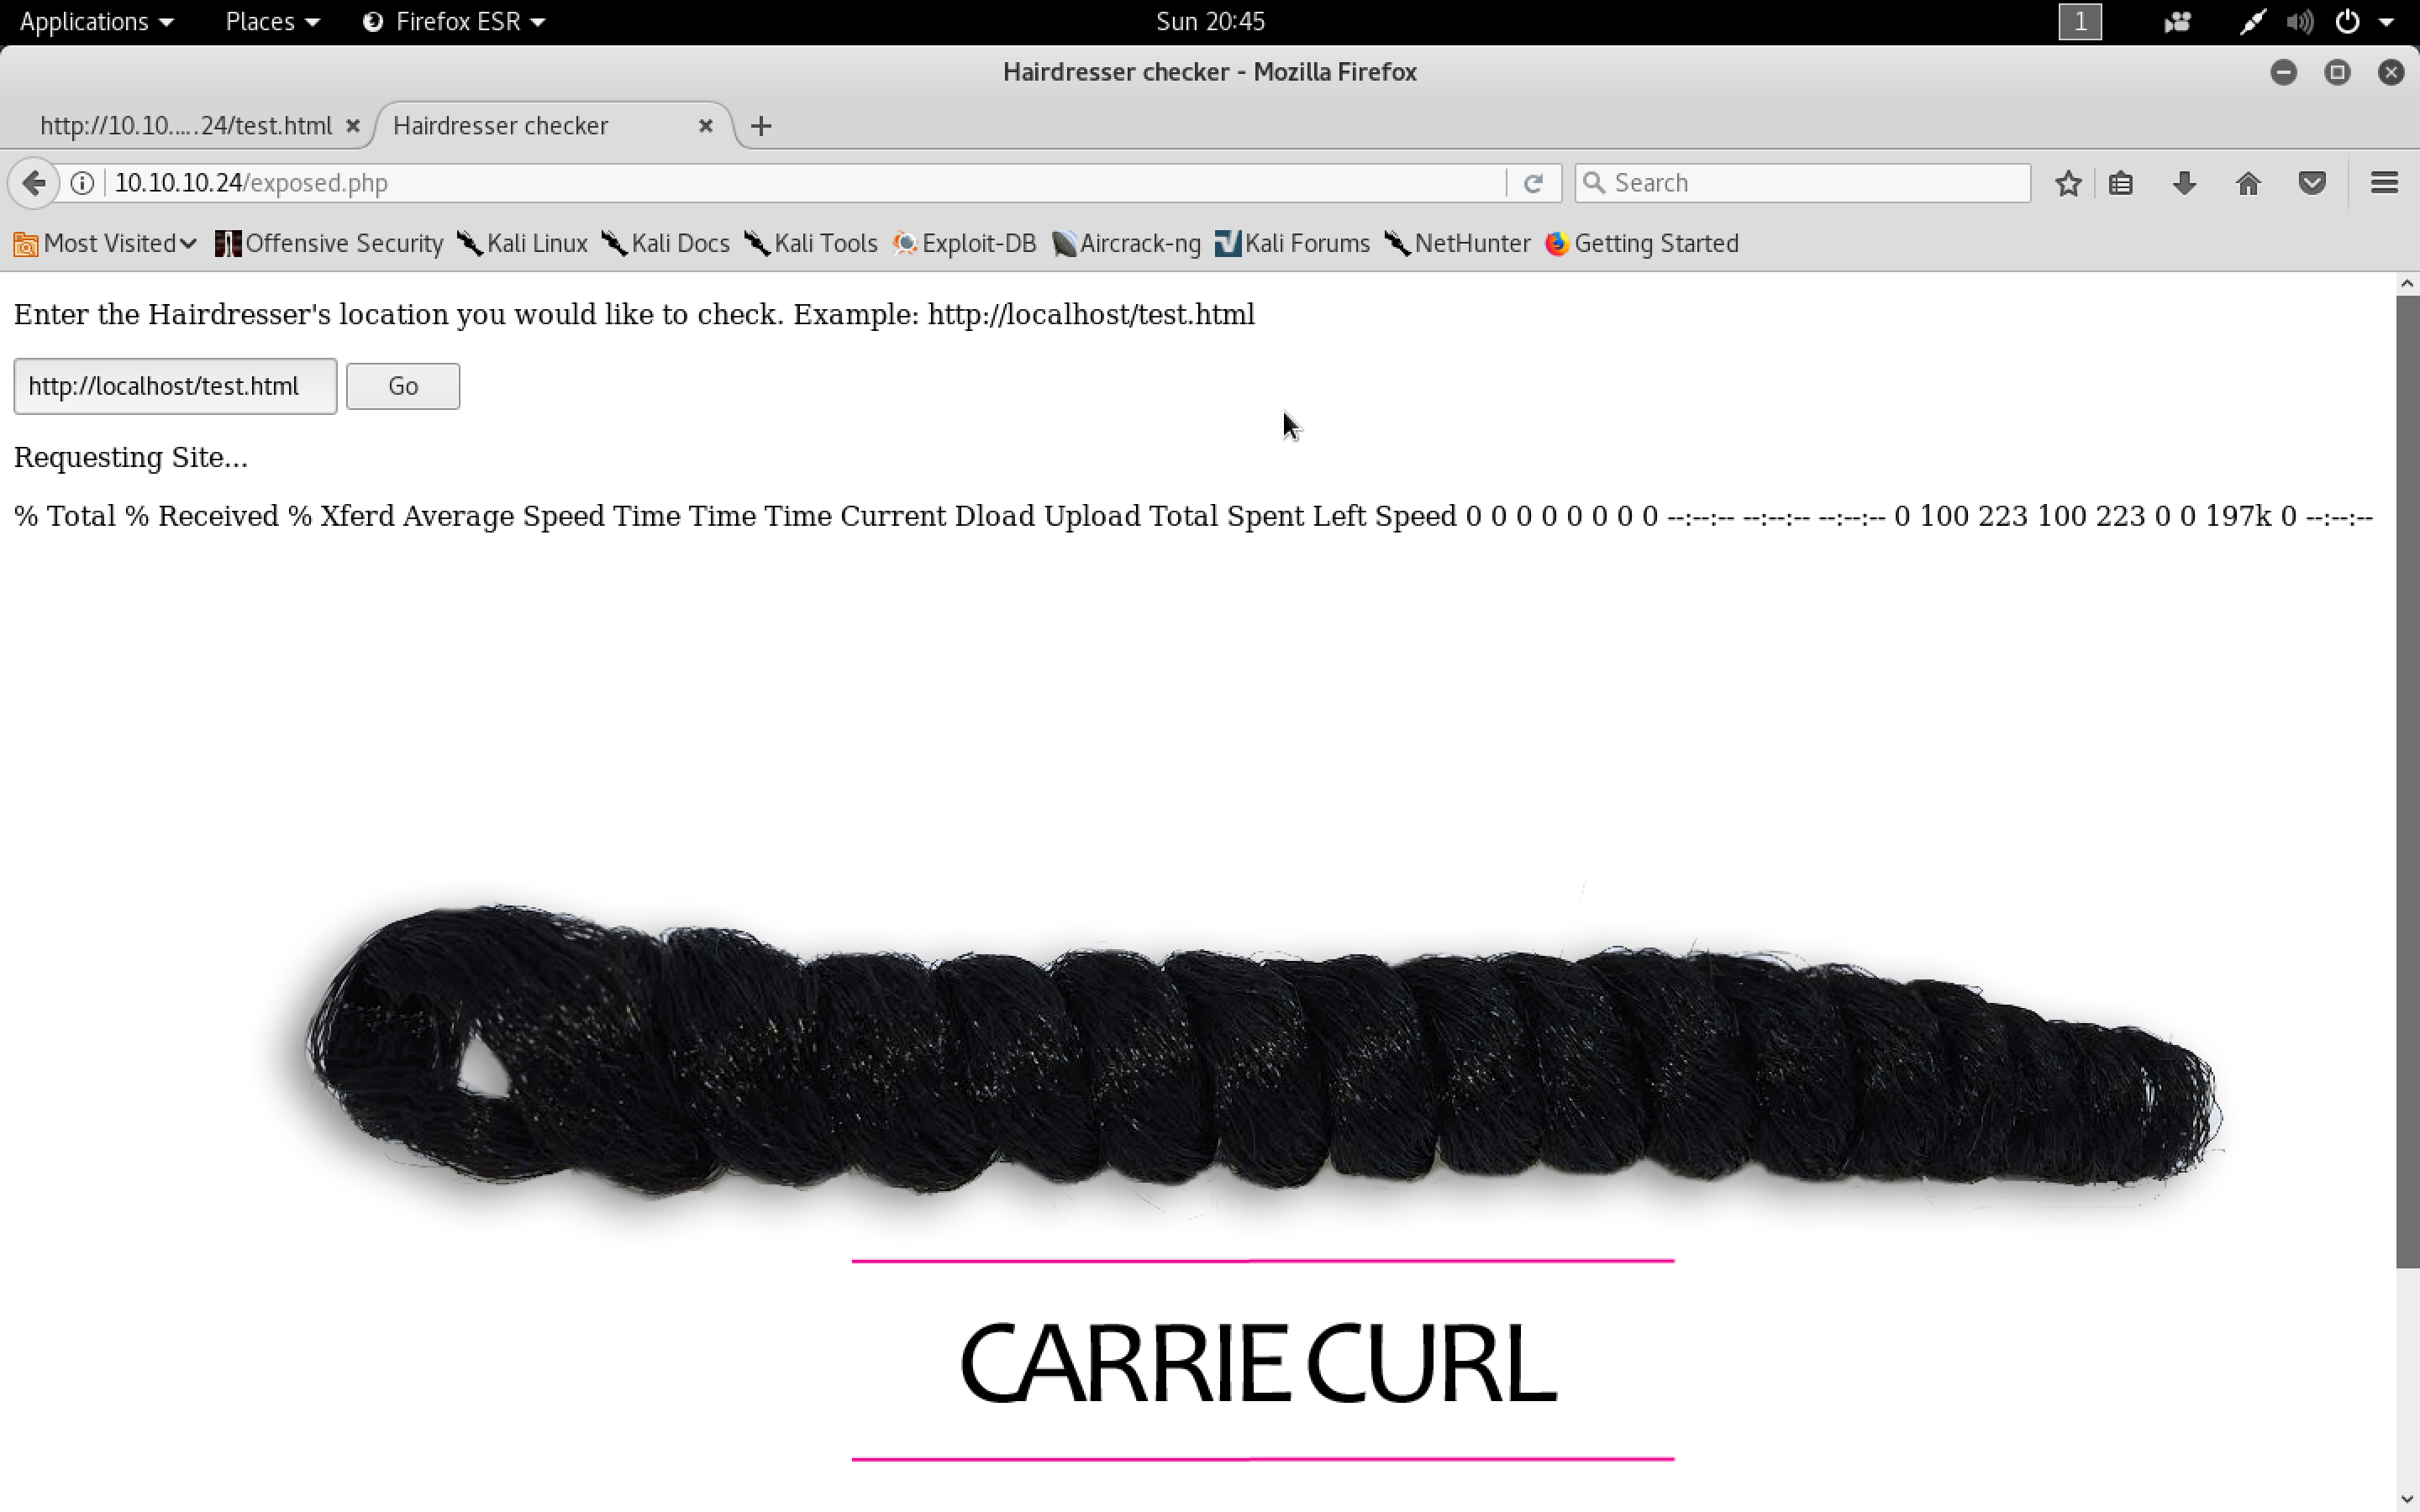 Applications Places Firefox ESR Sun 20:45 1
Hairdresser checker - Mozilla Firefox
http://10.10.....24/test.html Hairdresser checker
10.10.10.24/exposed.php Search
Most Visited Offensive Security Kali Linux Kali Docs Kali Tools Exploit-DB Aircrack-ng Kali Forums NetHunter Getting Started
Enter the Hairdresser's location you would like to check. Example: http://localhost/test.html
http://localhost/test.html Go
Requesting Site...
% Total % Received % Xferd Average Speed Time Time Time Current Dload Upload Total Spent Left Speed 0 0 0 0 0 0 0 0 --:--:-- --:--:-- --:--:-- 0 100 223 100 223 0 0 197k 0 --:--:--
CARRIE CURL